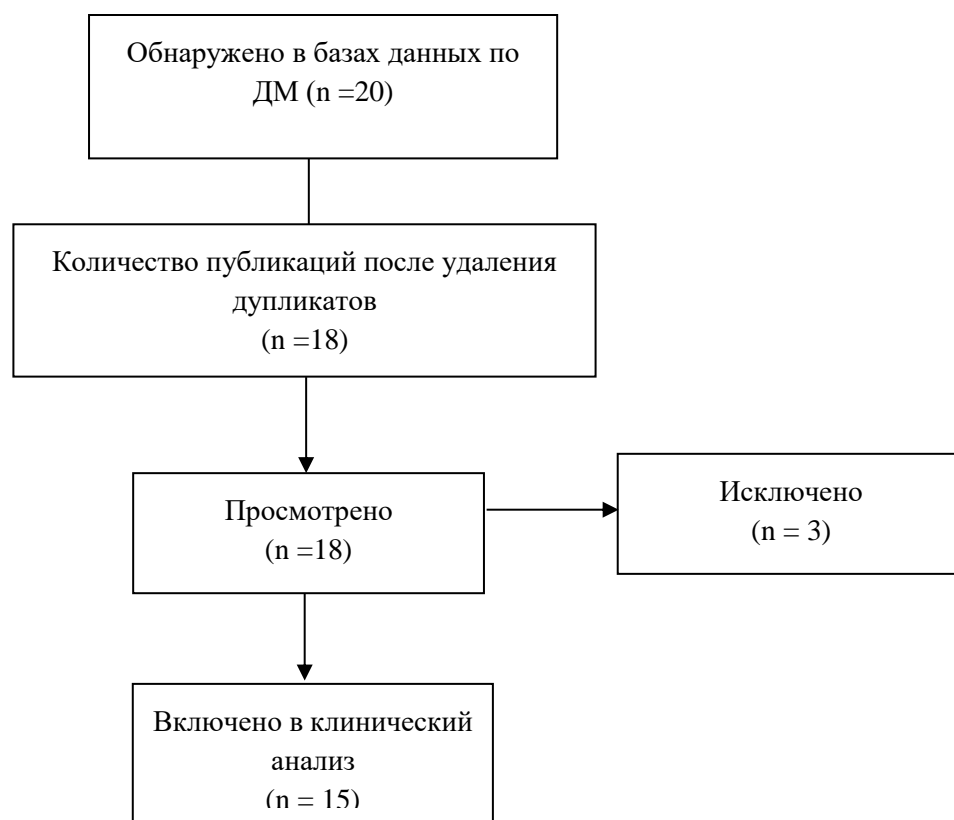 Обнаружено в базах данных по
ДМ (n =20)
Количество публикаций после удаления
дупликатов
(n =18)
Просмотрено
(n =18)
Исключено
(n = 3)
Включено в клинический
анализ
(n = 15)